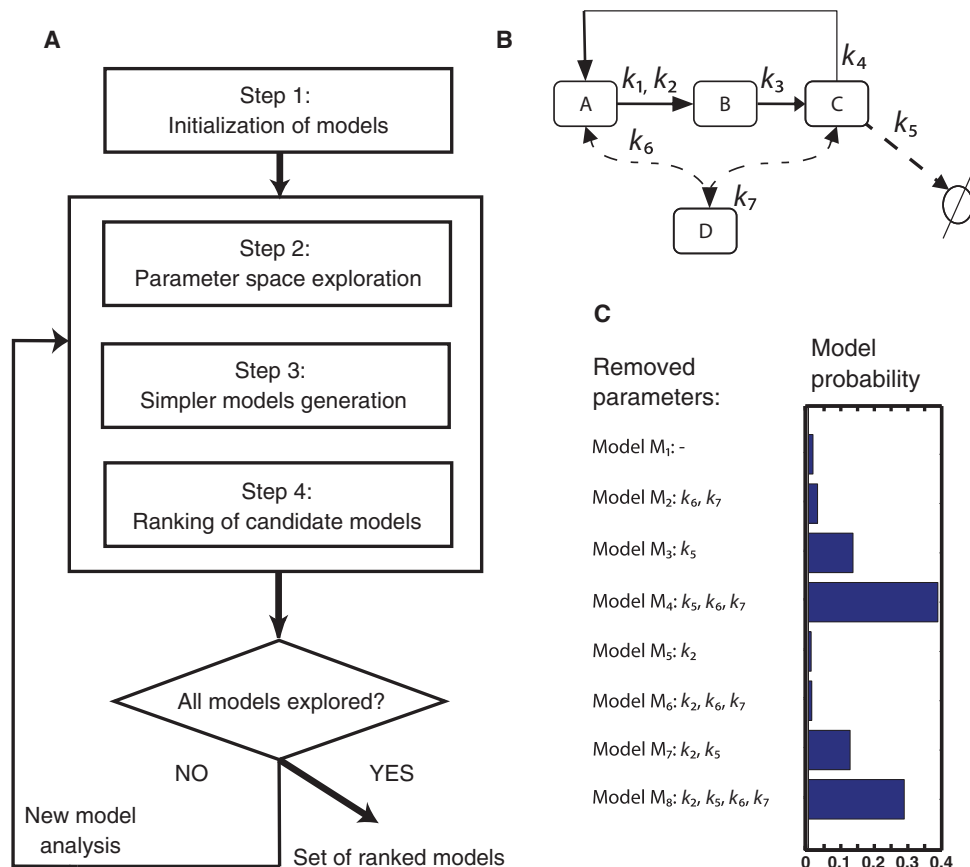 A
Step 1:
Initialization of models
Step 2:
Parameter space exploration
Step 3:
Simpler models generation
Step 4:
Ranking of candidate models
All models explored?
NO
YES
New model
analysis
Set of ranked models
B
k₄
k₁, k₂
k₃
A
B
C
k₅
k₆
k₇
D
C
Removed
parameters:
Model
probability
Model M₁: -
Model M₂: k₆, k₇
Model M₃: k₅
Model M₄: k₅, k₆, k₇
Model M₅: k₂
Model M₆: k₂, k₆, k₇
Model M₇: k₂, k₅
Model M₈: k₂, k₅, k₆, k₇
0 0.1 0.2 0.3 0.4